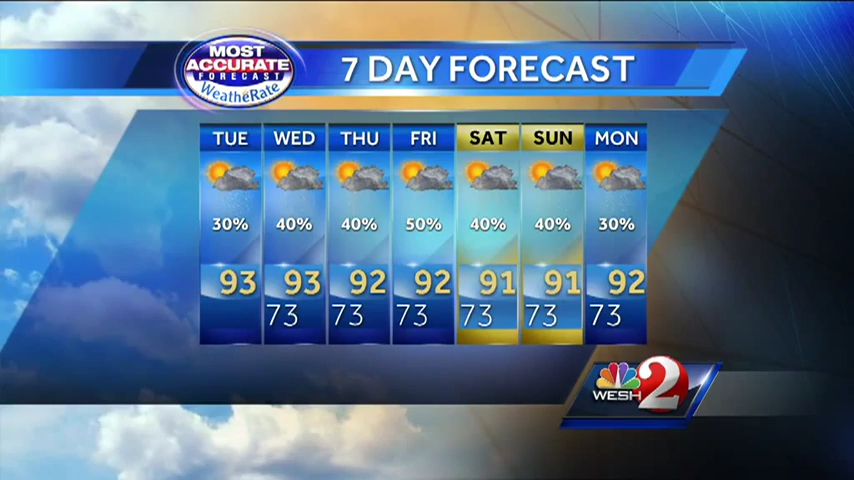 MOST
ACCURATE
FORECAST
WeatheRate
7 DAY FORECAST
TUE WED THU FRI SAT SUN MON
30% 40% 40% 50% 40% 40% 30%
93 93 92 92 91 91 92
73 73 73 73 73 73
WESH 2